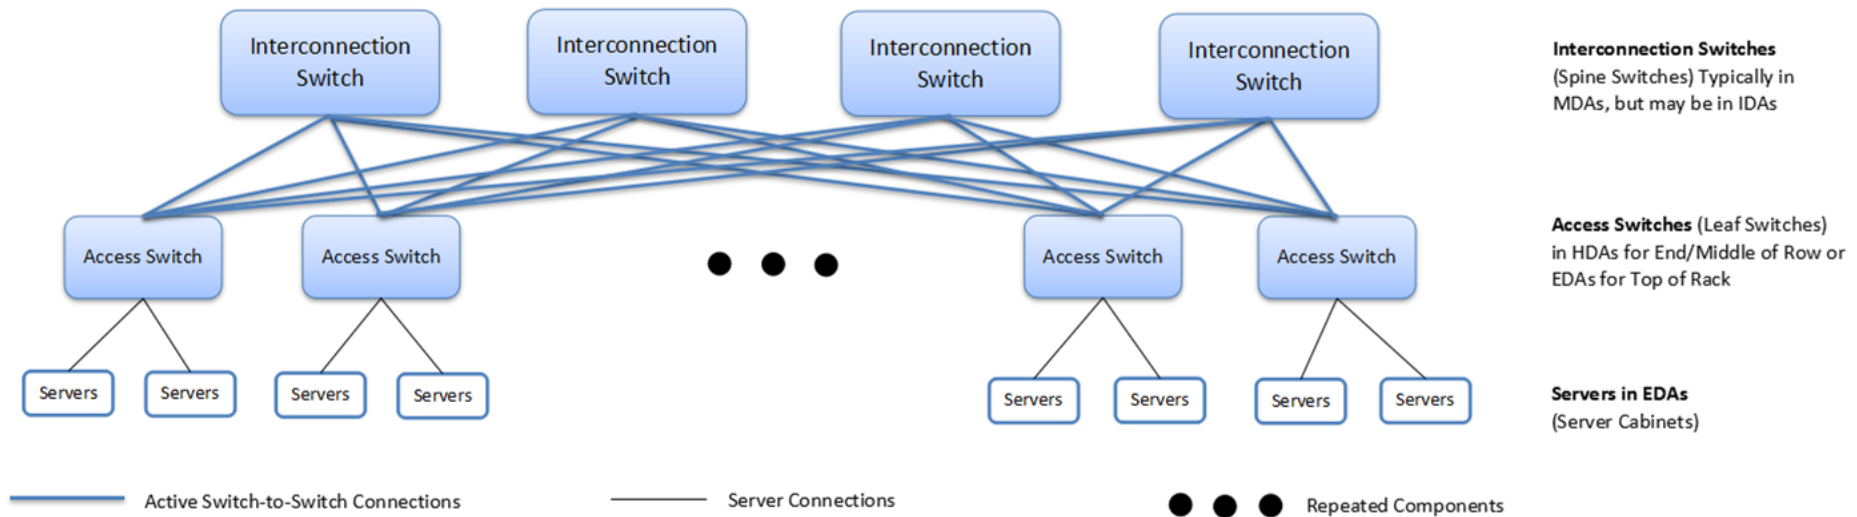 Interconnection
Switch
Interconnection
Switch
Interconnection
Switch
Interconnection
Switch
Interconnection Switches
(Spine Switches) Typically in
MDAs, but may be in IDAs
Access Switch
Access Switch
Access Switch
Access Switch
Access Switches (Leaf Switches)
in HDAs for End/Middle of Row or
EDAs for Top of Rack
Servers
Servers
Servers
Servers
Servers
Servers
Servers
Servers
Servers in EDAs
(Server Cabinets)
Active Switch-to-Switch Connections
Server Connections
Repeated Components